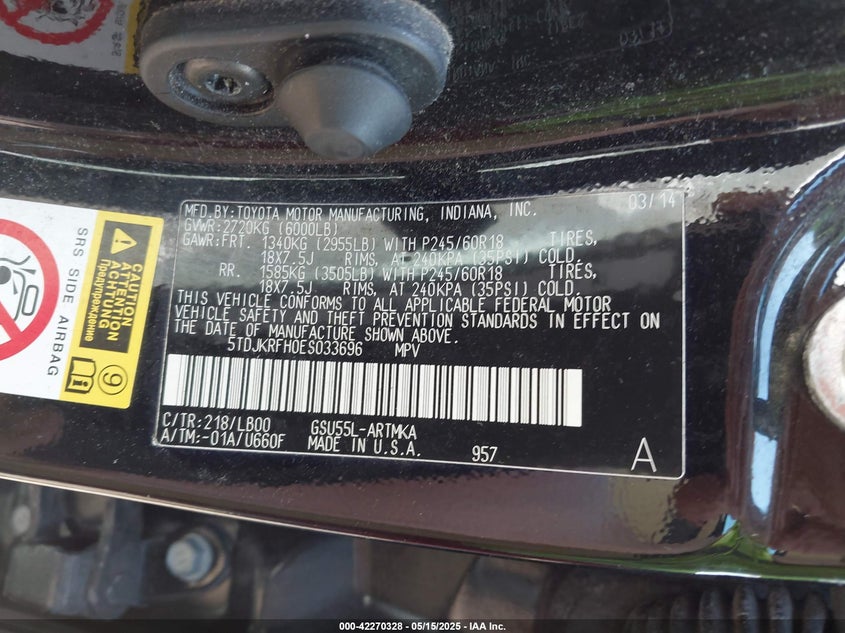 MFD.BY:TOYOTA MOTOR MANUFACTURING, INDIANA, INC. 03/14
GVWR:2720KG (6000LB)
GAWR:FRT. 1340KG (2955LB) WITH P245/60R18 TIRES,
18X7.5J RIMS, AT 240KPA (35PSI) COLD.
RR. 1585KG (3505LB) WITH P245/60R18 TIRES,
18X7.5J RIMS, AT 240KPA (35PSI) COLD.
THIS VEHICLE CONFORMS TO ALL APPLICABLE FEDERAL MOTOR
VEHICLE SAFETY AND THEFT PREVENTION STANDARDS IN EFFECT ON
THE DATE OF MANUFACTURE SHOWN ABOVE.
5TDJKRFH0ES033696 MPV
C/TR:218/LB00 GSU55L-ARTMKA
A/TM:-01A/U660F MADE IN U.S.A. 957 A
SRS SIDE AIRBAG
CAUTION
ATTENTION
ACHTUNG
Предупреждение
9
000-42270328 - 05/15/2025 - IAA Inc.